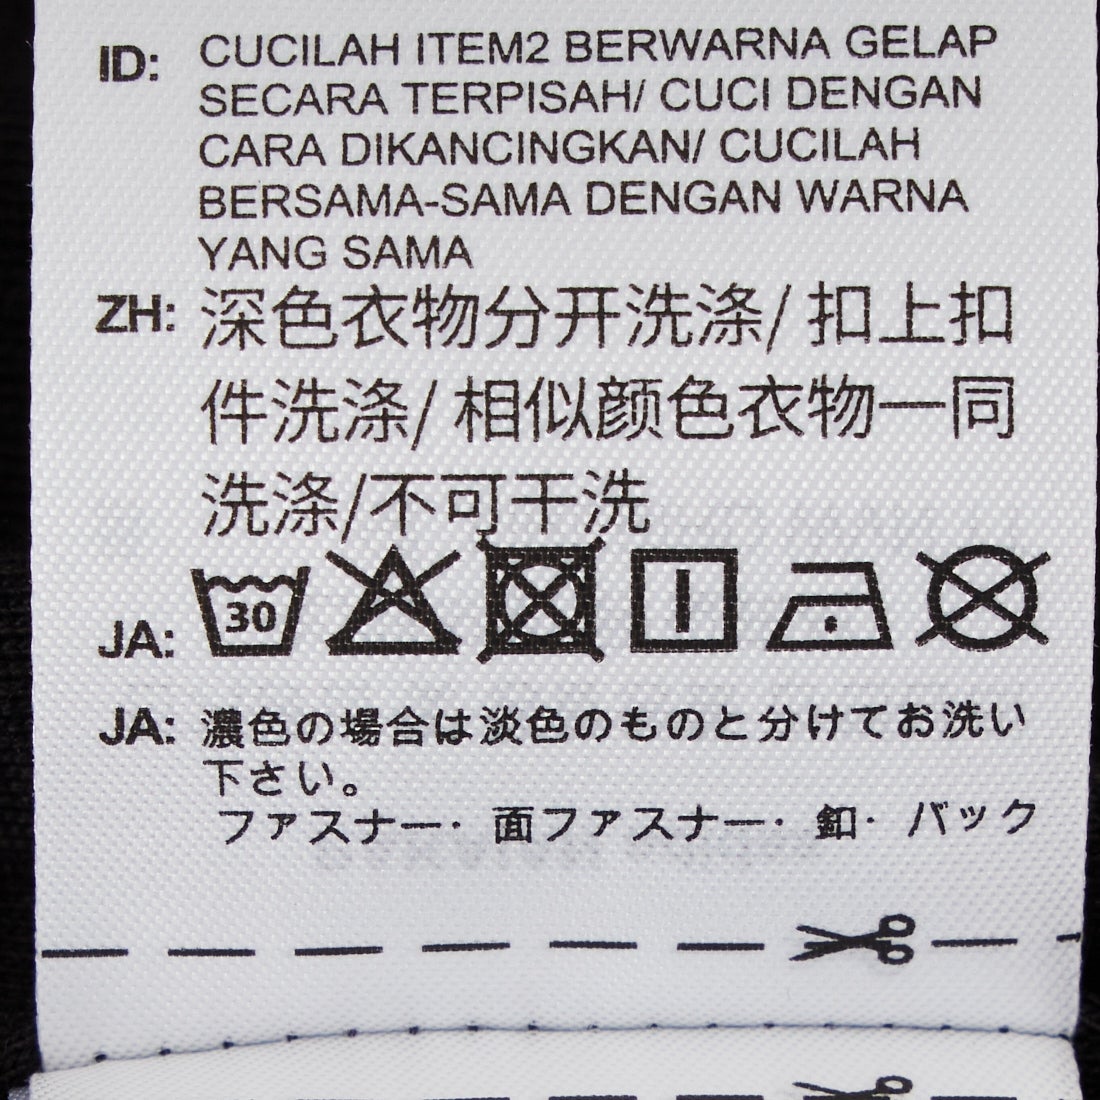 ID: CUCILAH ITEM2 BERWARNA GELAP
SECARA TERPISAH/ CUCI DENGAN
CARA DIKANCINGKAN/ CUCILAH
BERSAMA-SAMA DENGAN WARNA
YANG SAMA
ZH: 深色衣物分开洗涤/ 扣上扣
件洗涤/ 相似颜色衣物一同
洗涤/不可干洗
JA: 30
JA: 濃色の場合は淡色のものと分けてお洗い
下さい。
ファスナー・ 面ファスナー・ 釦・ バック